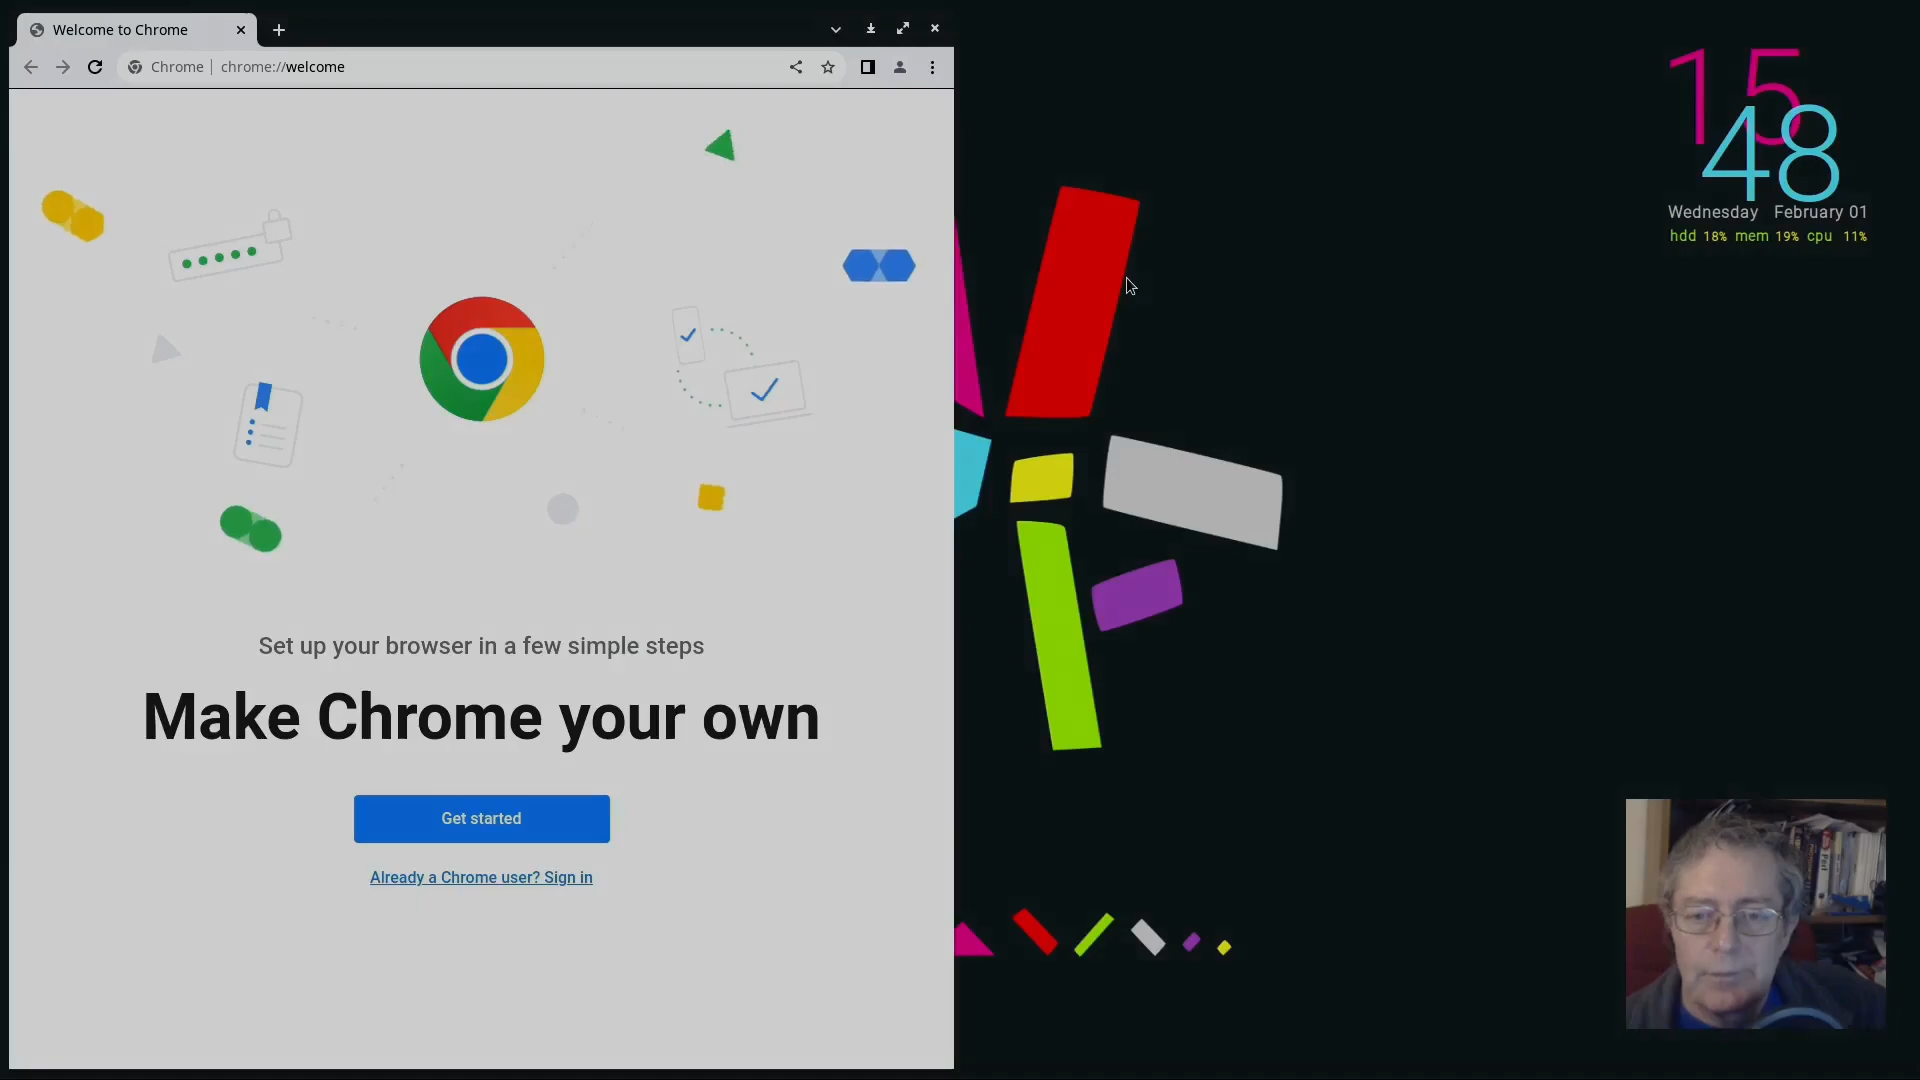 Welcome to Chrome
Chrome | chrome://welcome
Set up your browser in a few simple steps
Make Chrome your own
Get started
Already a Chrome user? Sign in
15
48
Wednesday February 01
hdd 18% mem 19% cpu 11%
Perl